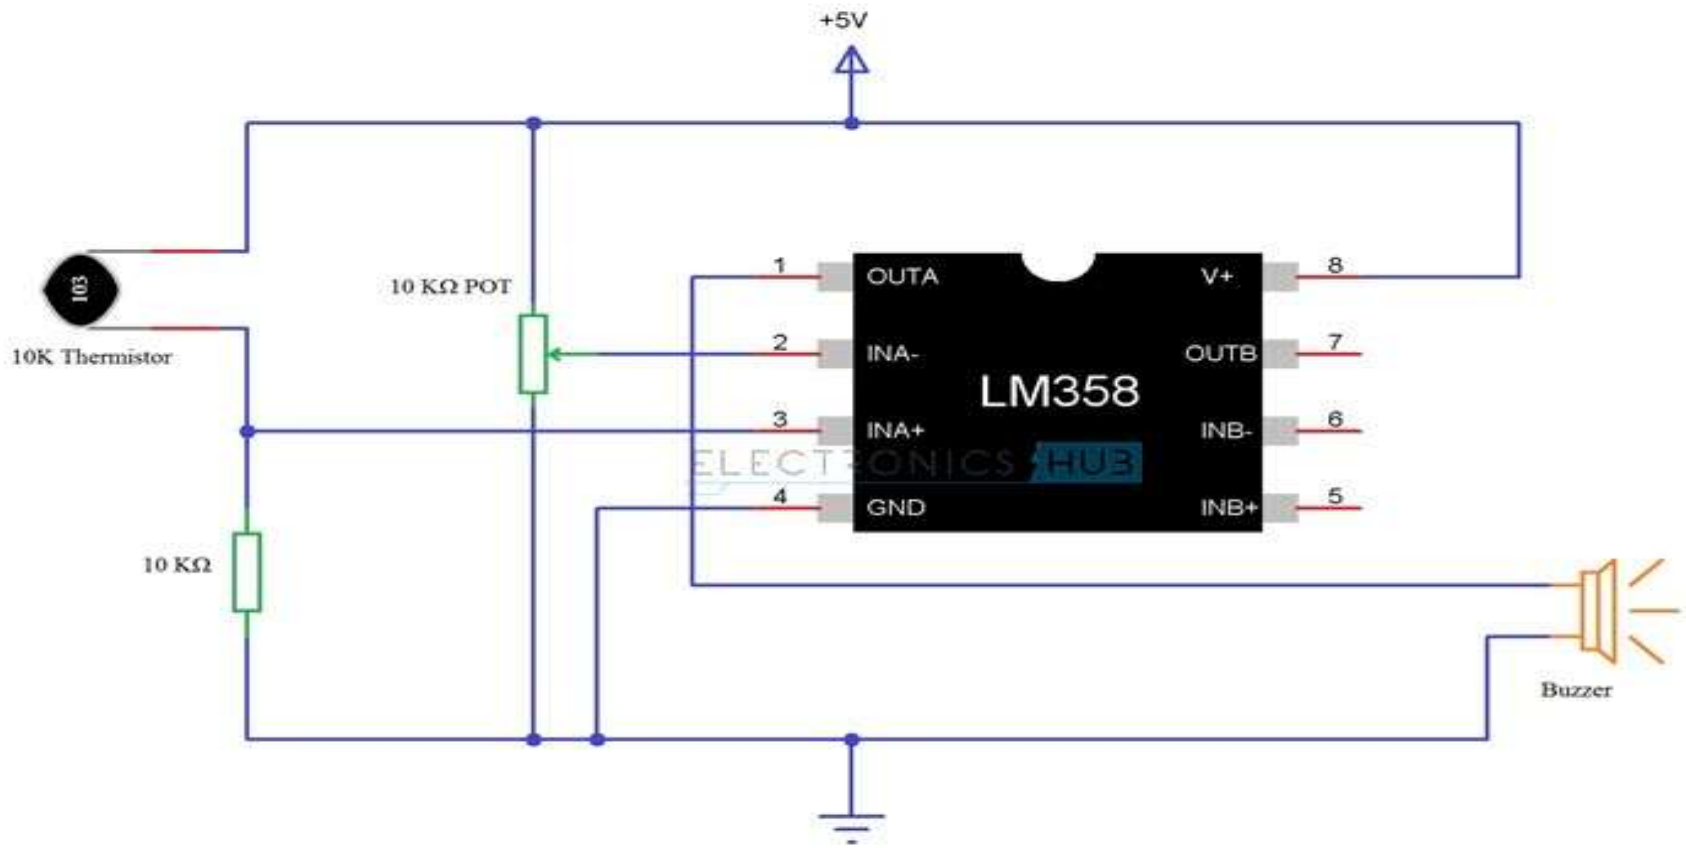 +5V
103
10K Thermistor
10 KΩ POT
10 KΩ
1
OUTA
V+
8
2
INA-
OUTB
7
LM358
3
INA+
INB-
6
ELECTRONICS HUB
4
GND
INB+
5
Buzzer